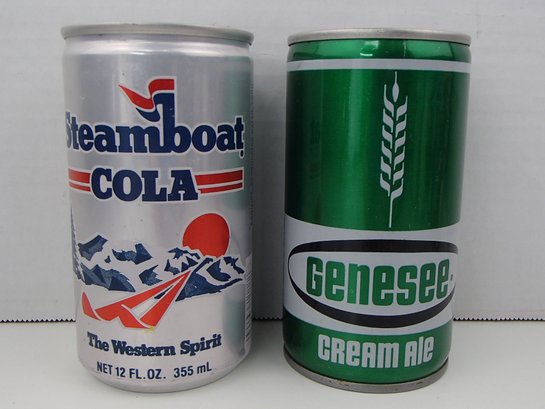 Steamboat
COLA
The Western Spirit
NET 12 FL. OZ. 355 mL
GENESEE
CREAM ALE